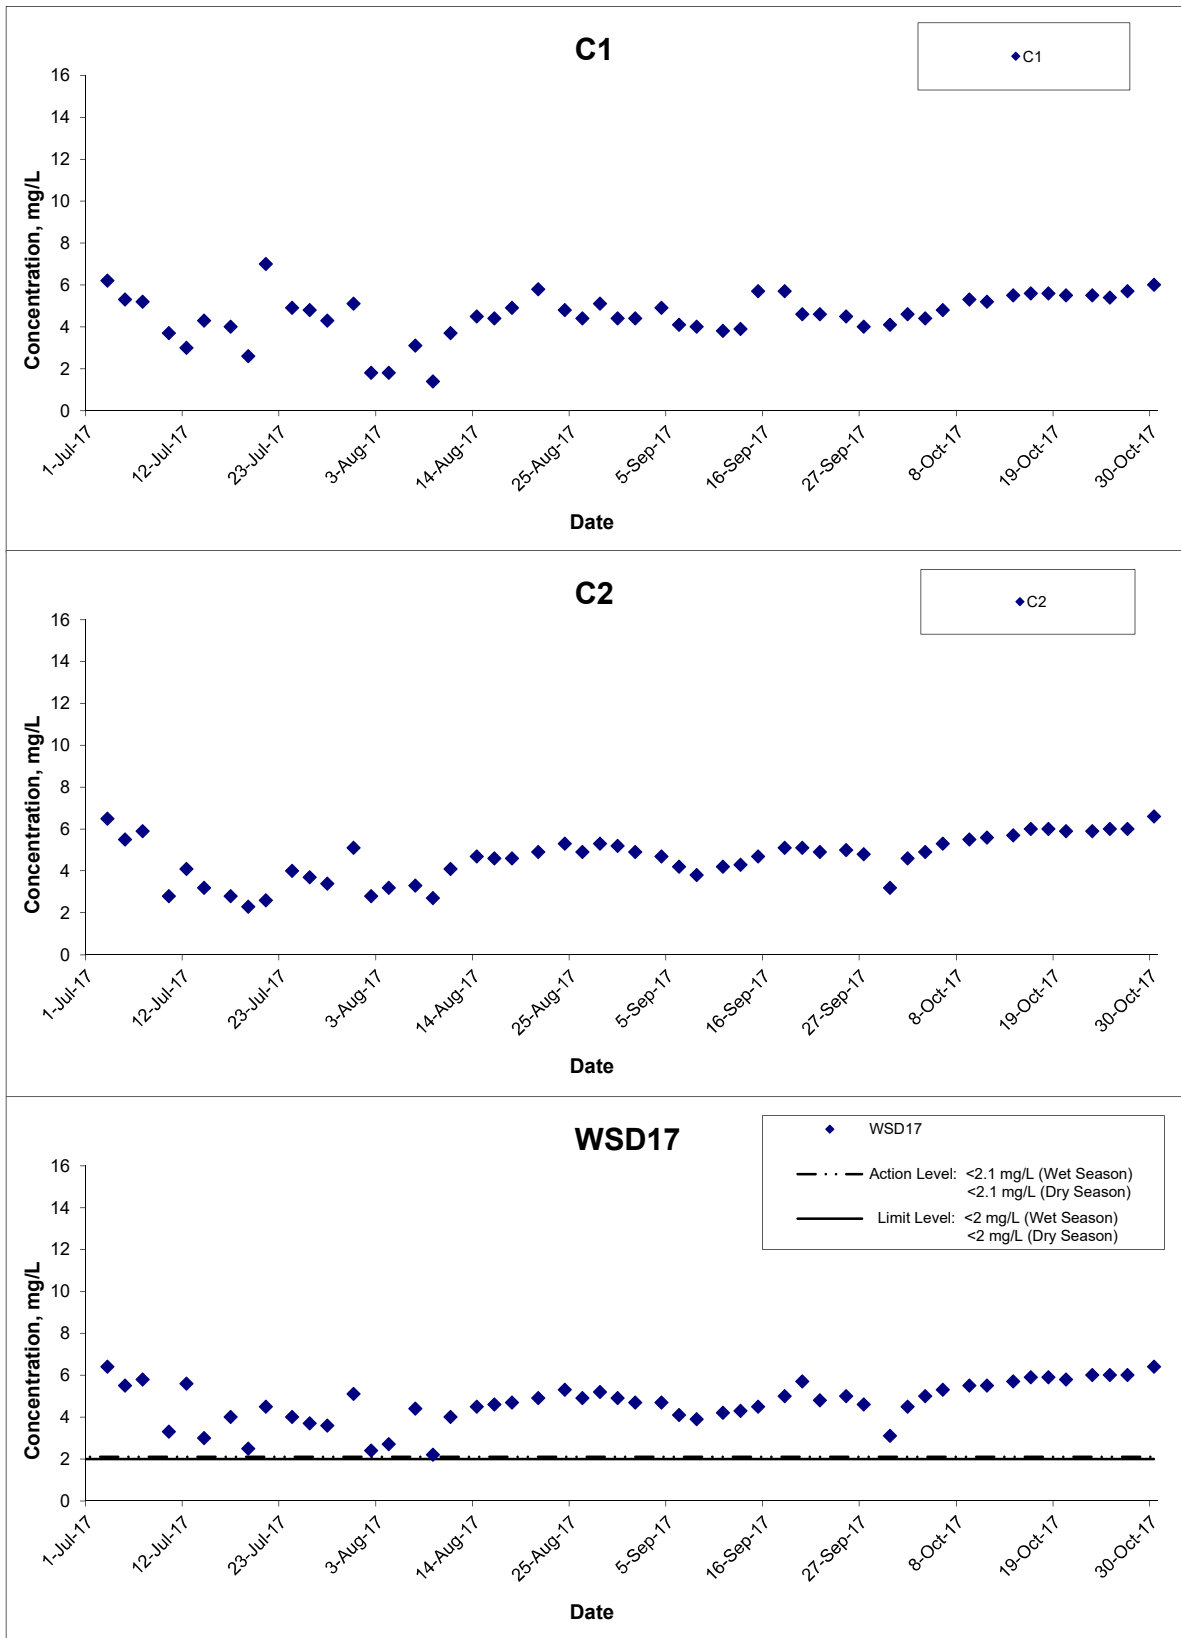 C1
C1
Concentration, mg/L
16
14
12
10
8
6
4
2
0
1-Jul-17
12-Jul-17
23-Jul-17
3-Aug-17
14-Aug-17
25-Aug-17
5-Sep-17
16-Sep-17
27-Sep-17
8-Oct-17
19-Oct-17
30-Oct-17
Date
C2
C2
Concentration, mg/L
16
14
12
10
8
6
4
2
0
1-Jul-17
12-Jul-17
23-Jul-17
3-Aug-17
14-Aug-17
25-Aug-17
5-Sep-17
16-Sep-17
27-Sep-17
8-Oct-17
19-Oct-17
30-Oct-17
Date
WSD17
WSD17
Action Level: <2.1 mg/L (Wet Season)
<2.1 mg/L (Dry Season)
Limit Level: <2 mg/L (Wet Season)
<2 mg/L (Dry Season)
Concentration, mg/L
16
14
12
10
8
6
4
2
0
1-Jul-17
12-Jul-17
23-Jul-17
3-Aug-17
14-Aug-17
25-Aug-17
5-Sep-17
16-Sep-17
27-Sep-17
8-Oct-17
19-Oct-17
30-Oct-17
Date